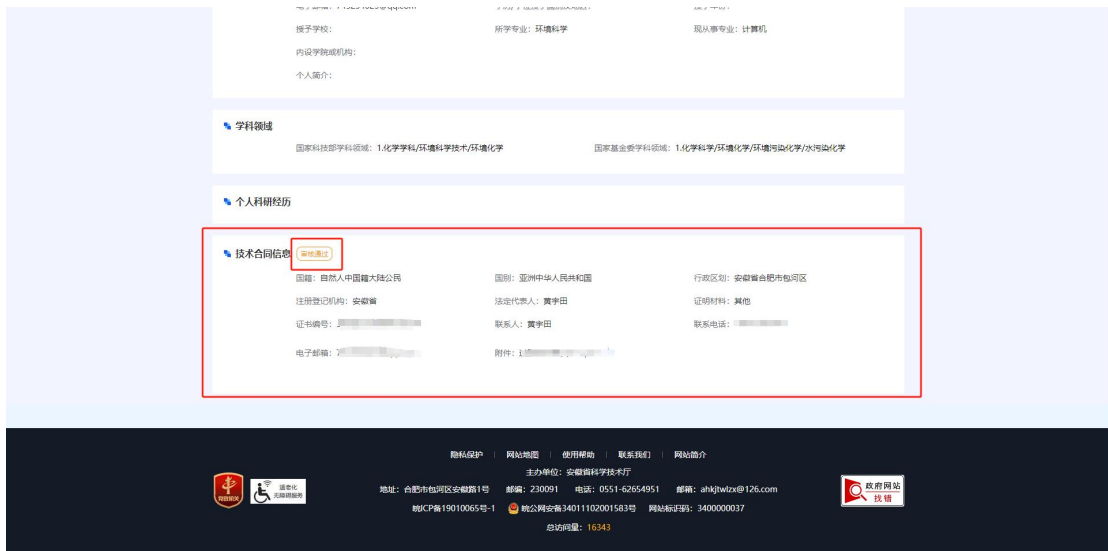 授予学校： 所学专业：环境科学 现从事专业：计算机
内设学院或机构：
个人简介：
学科领域
国家科技部学科领域：1.化学学科/环境科学技术/环境化学 国家基金委学科领域：1.化学科学/环境化学/环境污染化学/水污染化学
个人科研经历
技术合同信息 审核通过
国籍：自然人中国籍大陆公民 国别：亚洲中华人民共和国 行政区划：安徽省合肥市包河区
注册登记机构：安徽省 法定代表人：黄宇田 证明材料：其他
证书编号： 联系人：黄宇田 联系电话：
电子邮箱： 附件：
隐私保护 | 网站地图 | 使用帮助 | 联系我们 | 网站简介
主办单位：安徽省科学技术厅
地址：合肥市包河区安徽路1号 邮编：230091 电话：0551-62654951 邮箱：ahkjtwlzx@126.com
皖ICP备19010065号-1 皖公网安备34011102001583号 网站标识码：3400000037
总访问量：16343
适老化
无障碍服务
政府网站
找错